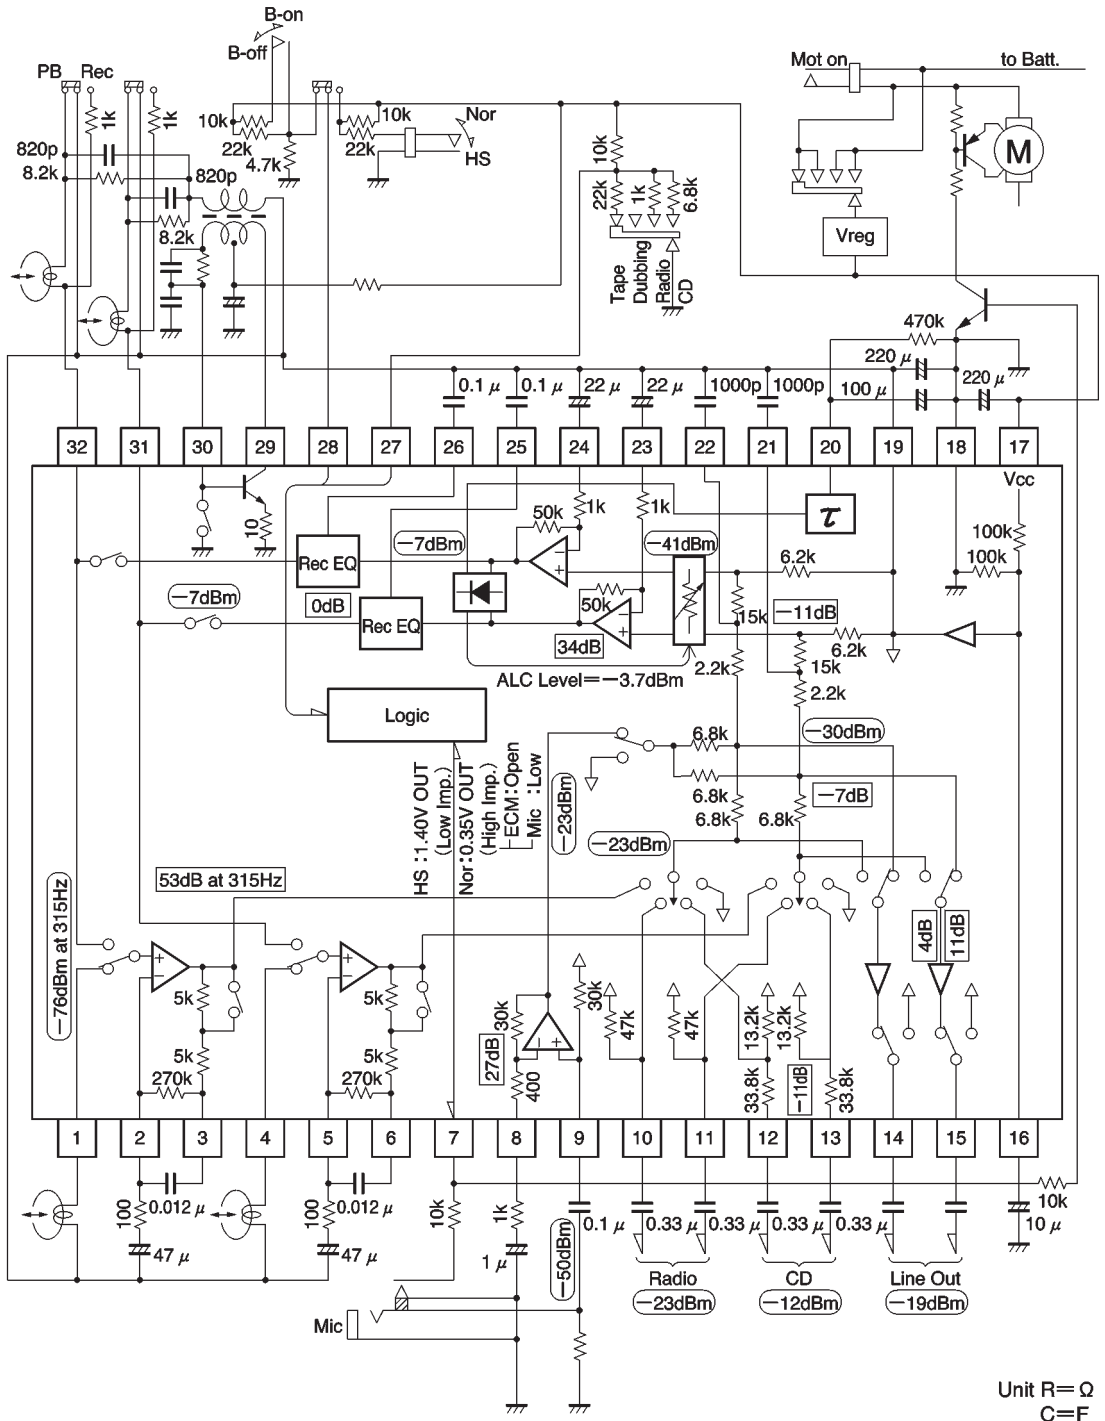 B-on
B-off
Mot on
to Batt.
PB Rec
1k
1k
10k
22k
4.7k
10k
22k
Nor
HS
820p
8.2k
820p
8.2k
10k
22k
1k
6.8k
M
Vreg
Tape
Dubbing
Radio
CD
470k
220 μ
220 μ
100 μ
0.1 μ
0.1 μ
22 μ
22 μ
1000p
1000p
32
31
30
29
28
27
26
25
24
23
22
21
20
19
18
17
Vcc
10
Rec EQ
Rec EQ
−7dBm
−7dBm
0dB
50k
50k
1k
1k
−41dBm
τ
6.2k
100k
100k
15k
−11dB
34dB
6.2k
15k
2.2k
2.2k
ALC Level=−3.7dBm
Logic
−30dBm
6.8k
6.8k
6.8k
6.8k
−7dB
HS : 1.40V OUT
(Low Imp.)
Nor : 0.35V OUT
(High Imp.)
ECM : Open
Mic : Low
−23dBm
−23dBm
53dB at 315Hz
−76dBm at 315Hz
4dB
11dB
5k
5k
270k
5k
5k
270k
30k
27dB
400
30k
47k
47k
13.2k
13.2k
33.8k
−11dB
33.8k
1
2
3
4
5
6
7
8
9
10
11
12
13
14
15
16
100
0.012 μ
47 μ
100
0.012 μ
47 μ
10k
1k
1 μ
−50dBm
0.1 μ
0.33 μ
0.33 μ
0.33 μ
0.33 μ
10k
10 μ
Radio
−23dBm
CD
−12dBm
Line Out
−19dBm
Mic
Unit R= Ω
C=F